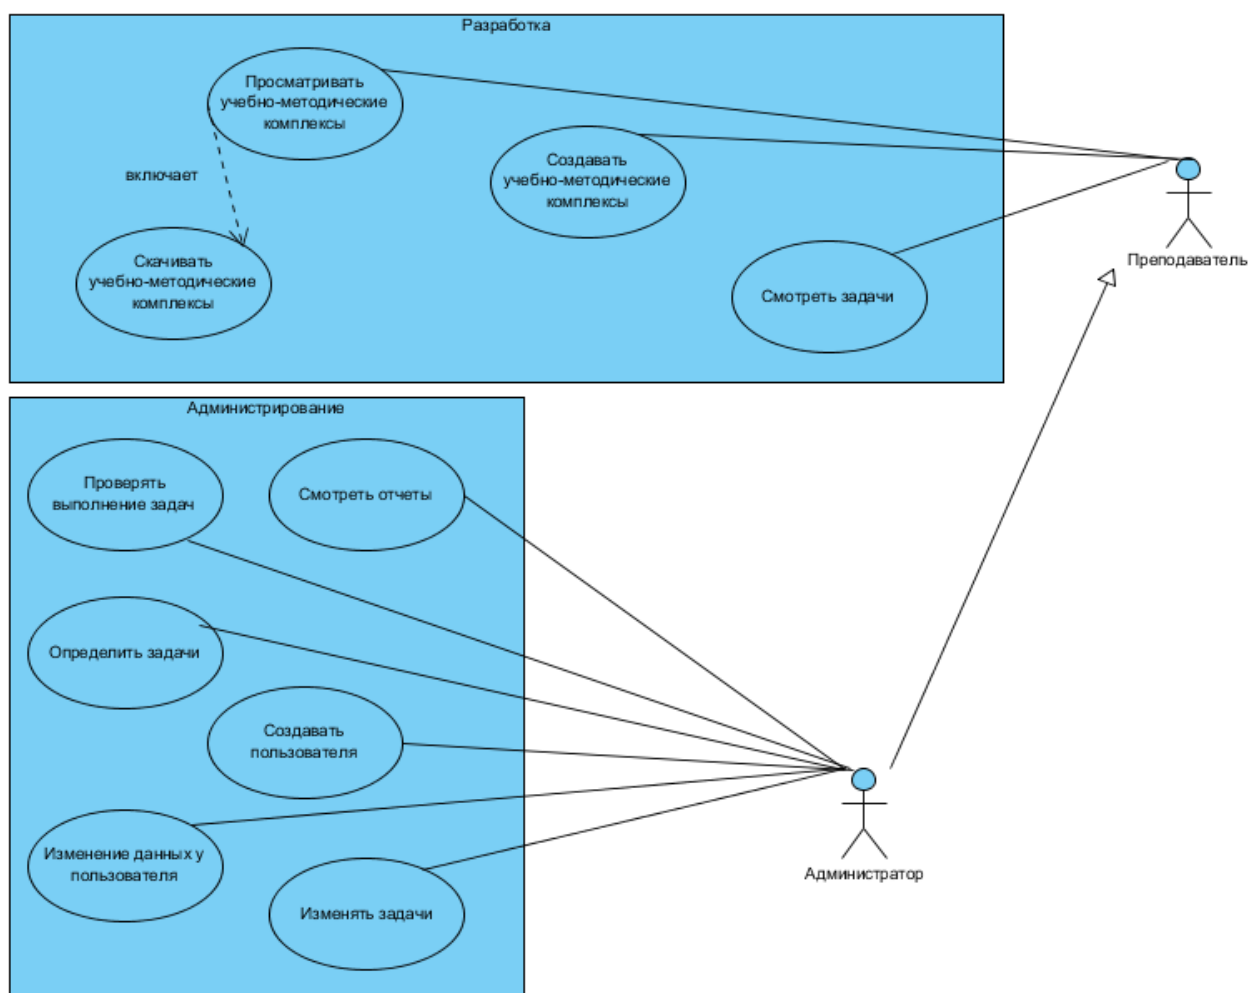 Разработка
Просматривать
учебно-методические
комплексы
Создавать
учебно-методические
комплексы
включает
Скачивать
учебно-методические
комплексы
Смотреть задачи
Преподаватель
Администрирование
Проверять
выполнение задач
Смотреть отчеты
Определить задачи
Создавать
пользователя
Изменение данных у
пользователя
Изменять задачи
Администратор